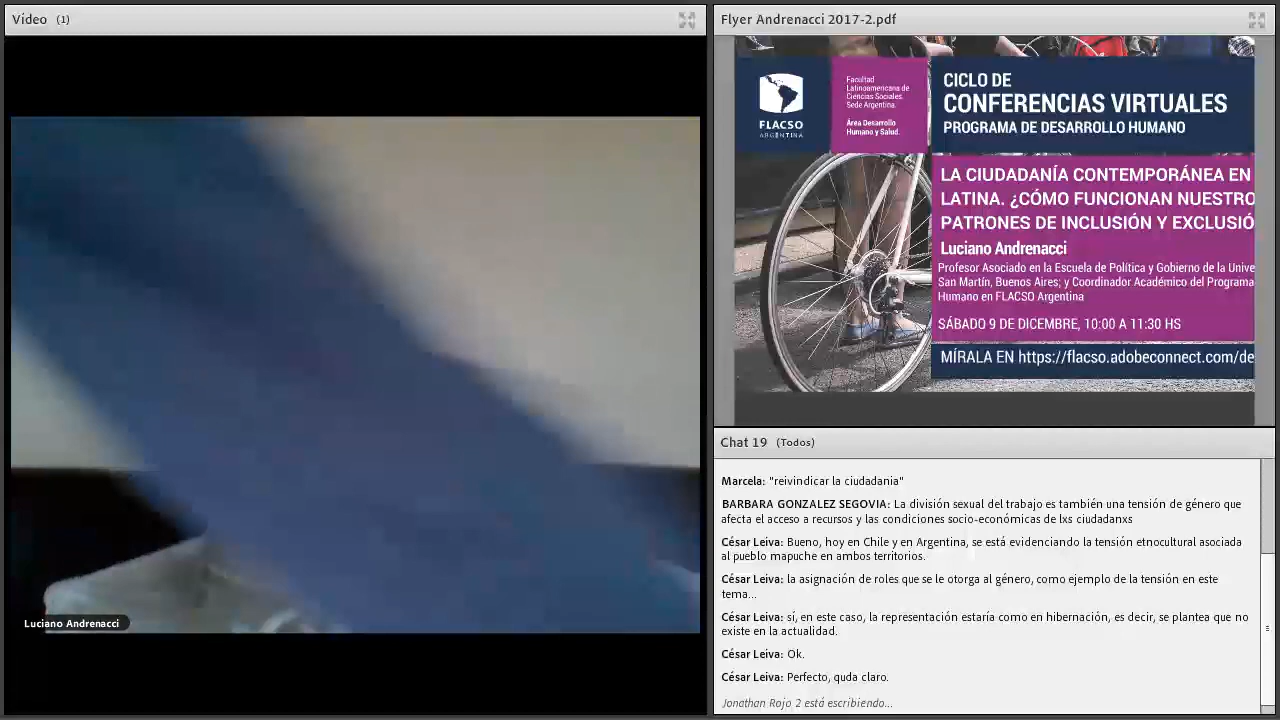 Vídeo (1)
Luciano Andrenacci
Flyer Andrenacci 2017-2.pdf
FLACSO
ARGENTINA
Facultad
Latinoamericana de
Ciencias Sociales.
Sede Argentina.
Área Desarrollo
Humano y Salud.
CICLO DE
CONFERENCIAS VIRTUALES
PROGRAMA DE DESARROLLO HUMANO
LA CIUDADANÍA CONTEMPORÁNEA EN
LATINA. ¿CÓMO FUNCIONAN NUESTRO
PATRONES DE INCLUSIÓN Y EXCLUSIÓ
Luciano Andrenacci
Profesor Asociado en la Escuela de Política y Gobierno de la Unive
San Martín, Buenos Aires; y Coordinador Académico del Programa
Humano en FLACSO Argentina
SÁBADO 9 DE DICEMBRE, 10:00 A 11:30 HS
MÍRALA EN https://flacso.adobeconnect.com/de
Chat 19 (Todos)
Marcela: "reivindicar la ciudadania"
BARBARA GONZALEZ SEGOVIA: La división sexual del trabajo es también una tensión de género que
afecta el acceso a recursos y las condiciones socio-económicas de lxs ciudadanxs
César Leiva: Bueno, hoy en Chile y en Argentina, se está evidenciando la tensión etnocultural asociada
al pueblo mapuche en ambos territorios.
César Leiva: la asignación de roles que se le otorga al género, como ejemplo de la tensión en este
tema...
César Leiva: sí, en este caso, la representación estaría como en hibernación, es decir, se plantea que no
existe en la actualidad.
César Leiva: Ok.
César Leiva: Perfecto, quda claro.
Jonathan Rojo 2 está escribiendo...